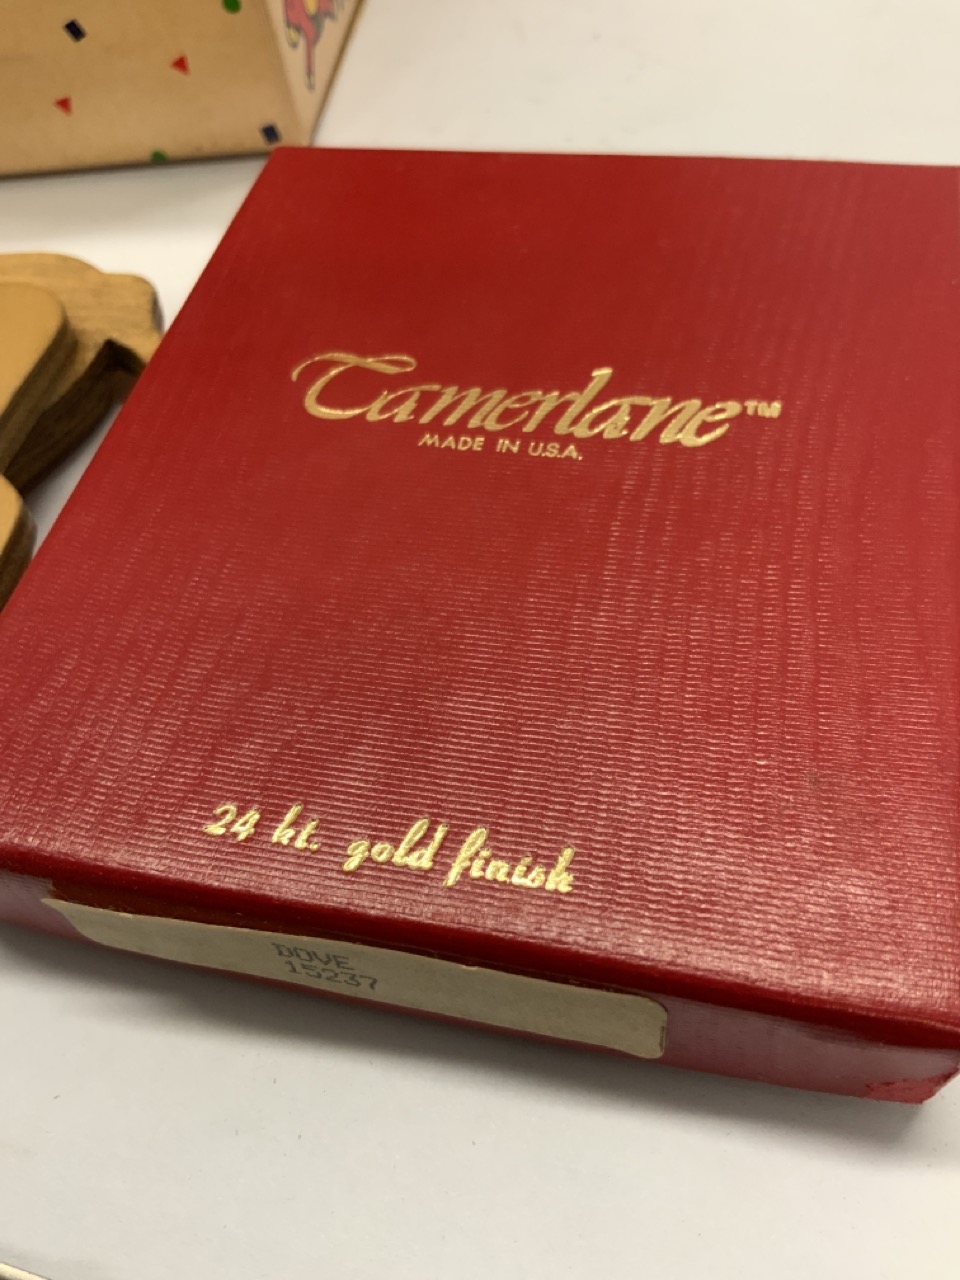 Tamerlane™
MADE IN U.S.A.
24 kt. gold finish
DOVE
15237